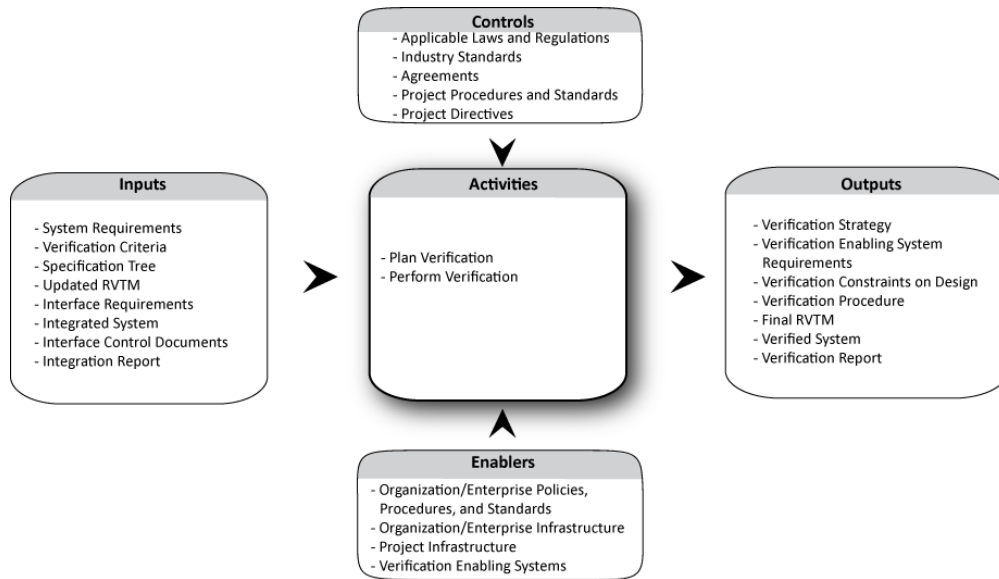 Controls
- Applicable Laws and Regulations
- Industry Standards
- Agreements
- Project Procedures and Standards
- Project Directives
Inputs
- System Requirements
- Verification Criteria
- Specification Tree
- Updated RVTM
- Interface Requirements
- Integrated System
- Interface Control Documents
- Integration Report
Activities
- Plan Verification
- Perform Verification
Outputs
- Verification Strategy
- Verification Enabling System
Requirements
- Verification Constraints on Design
- Verification Procedure
- Final RVTM
- Verified System
- Verification Report
Enablers
- Organization/Enterprise Policies,
Procedures, and Standards
- Organization/Enterprise Infrastructure
- Project Infrastructure
- Verification Enabling Systems